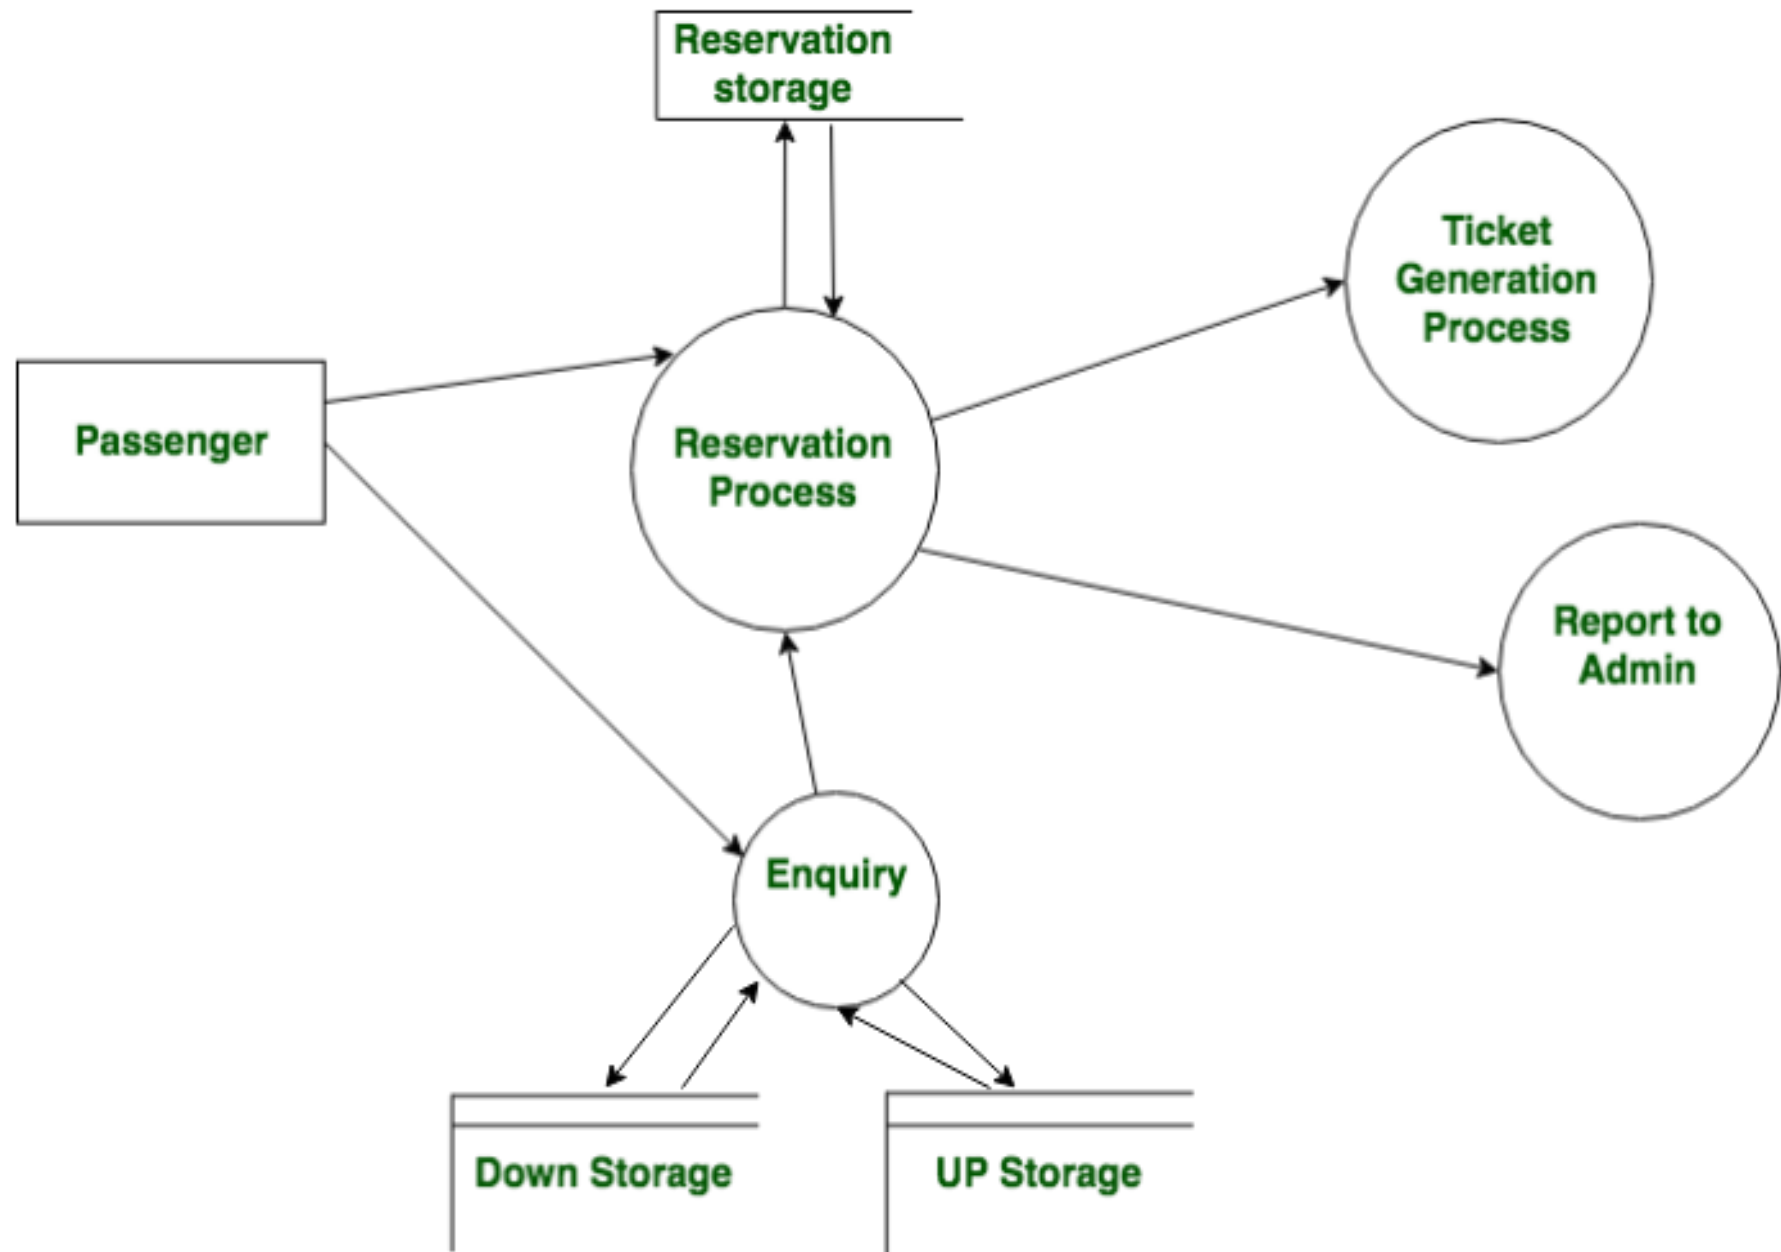 Reservation
storage
Ticket
Generation
Process
Passenger
Reservation
Process
Report to
Admin
Enquiry
Down Storage
UP Storage